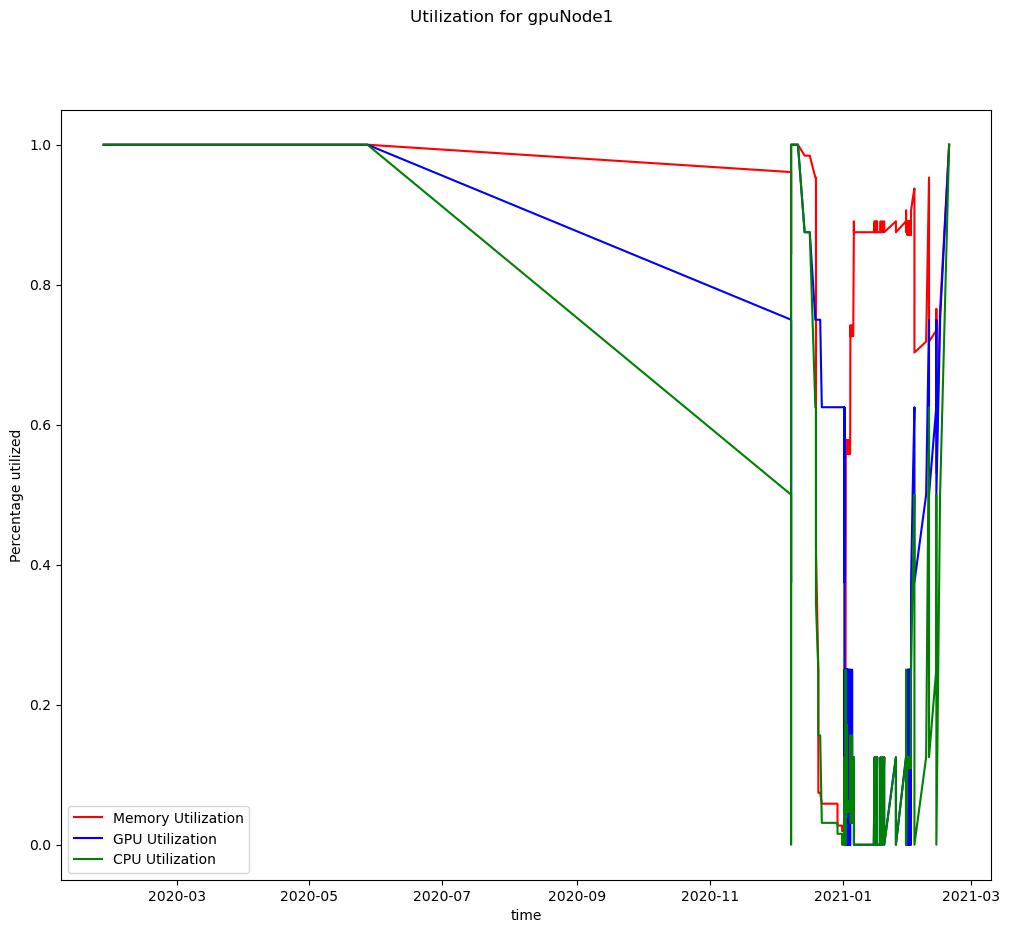 Utilization for gpuNode1
1.0
0.8
0.6
0.4
0.2
0.0
Percentage utilized
Memory Utilization
GPU Utilization
CPU Utilization
2020-03 2020-05 2020-07 2020-09 2020-11 2021-01 2021-03
time